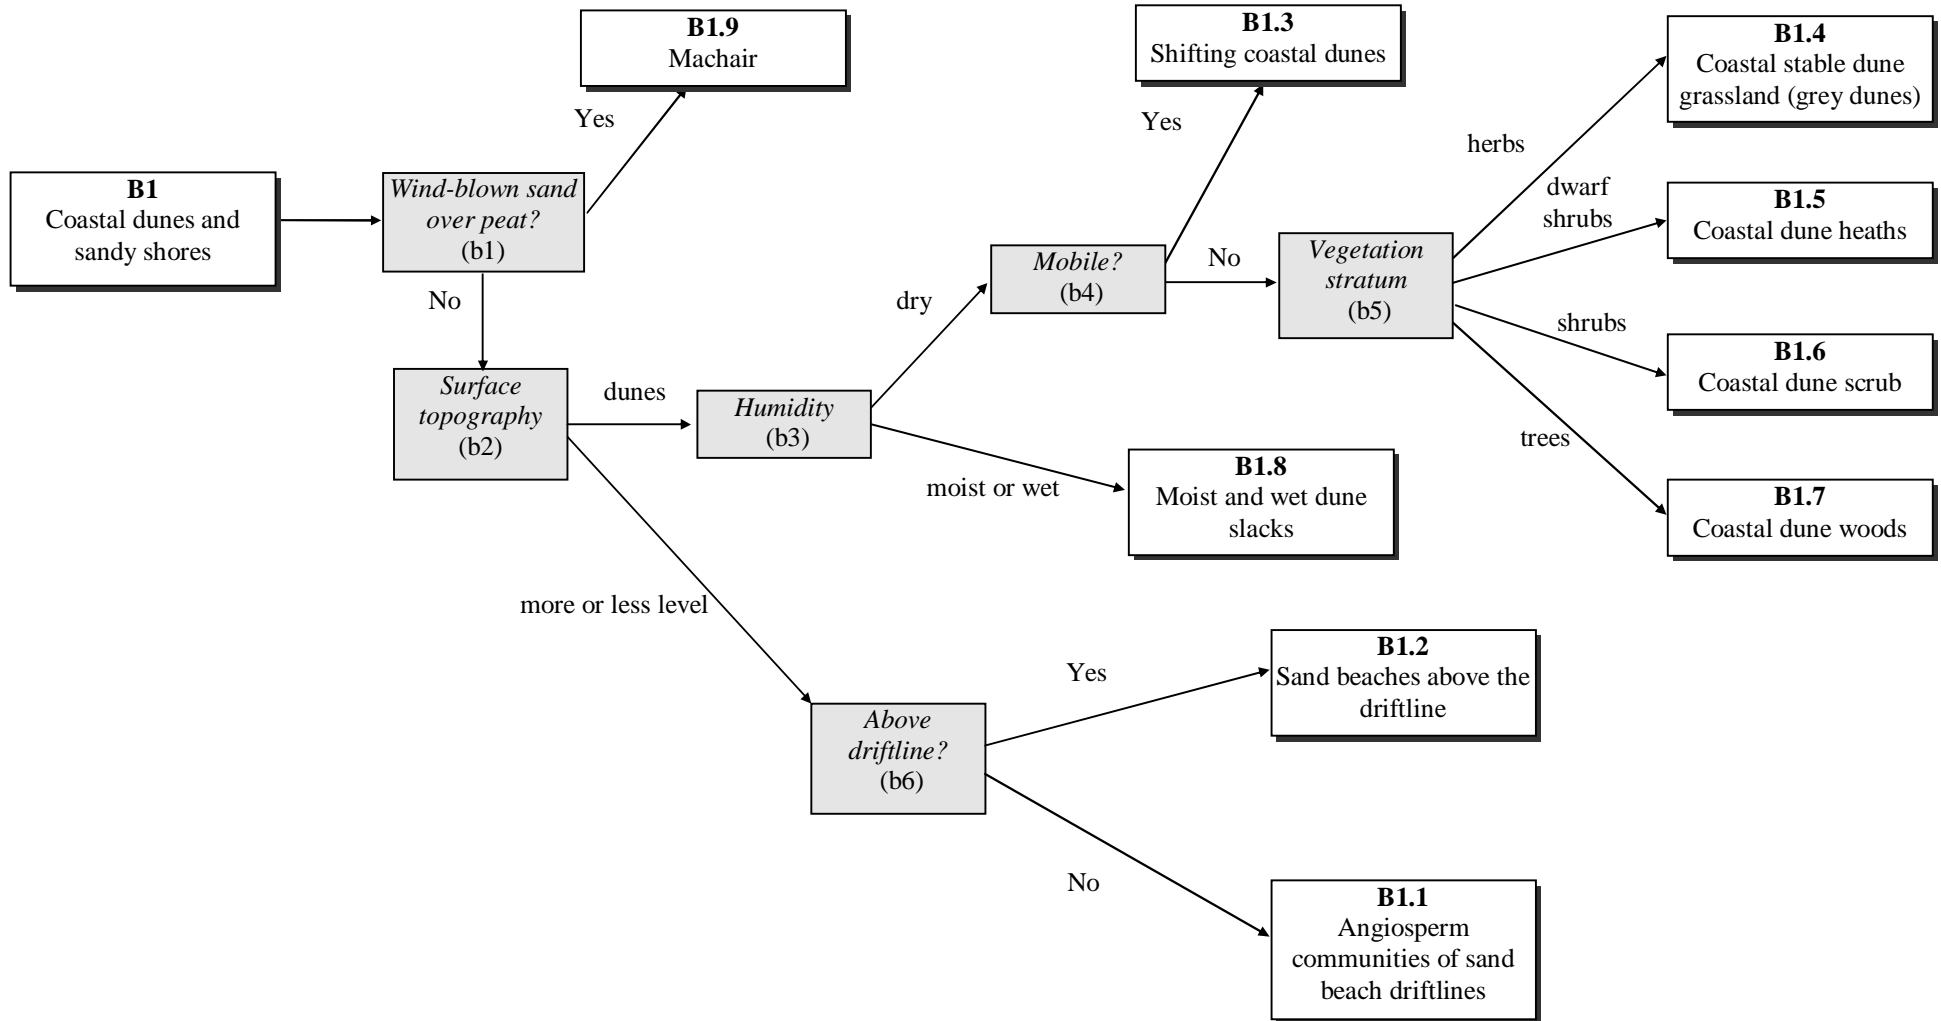 B1.9
Machair
Yes
B1.3
Shifting coastal dunes
Yes
B1.4
Coastal stable dune
grassland (grey dunes)
herbs
B1
Coastal dunes and
sandy shores
Wind-blown sand
over peat?
(b1)
No
Mobile?
(b4)
No
Vegetation
stratum
(b5)
dwarf
shrubs
B1.5
Coastal dune heaths
dry
shrubs
B1.6
Coastal dune scrub
Surface
topography
(b2)
dunes
Humidity
(b3)
moist or wet
B1.8
Moist and wet dune
slacks
trees
B1.7
Coastal dune woods
more or less level
Above
driftline?
(b6)
Yes
B1.2
Sand beaches above the
driftline
No
B1.1
Angiosperm
communities of sand
beach driftlines